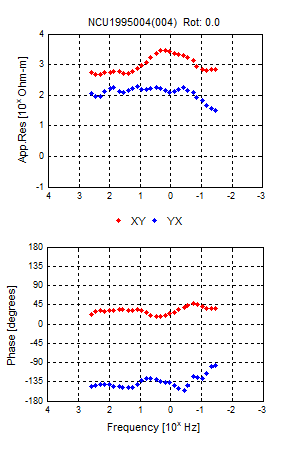 NCU1995004(004) Rot: 0.0
App.Res [10^x Ohm-m]
4
3
2
1
0
-1
4 3 2 1 0 -1 -2 -3
XY YX
Phase [degrees]
180
135
90
45
0
-45
-90
-135
-180
4 3 2 1 0 -1 -2 -3
Frequency [10^x Hz]